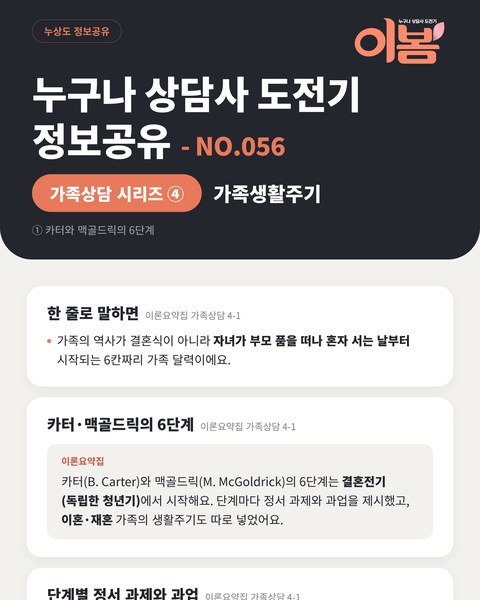 누상도 정보공유
누구나 상담사 도전기
이봄
누구나 상담사 도전기
정보공유 - NO.056
가족상담 시리즈 ④ 가족생활주기
① 카터와 맥골드릭의 6단계
한 줄로 말하면 이론요약집 가족상담 4-1
• 가족의 역사가 결혼식이 아니라 자녀가 부모 품을 떠나 혼자 서는 날부터
시작되는 6칸짜리 가족 달력이에요.
카터·맥골드릭의 6단계 이론요약집 가족상담 4-1
이론요약집
카터(B. Carter)와 맥골드릭(M. McGoldrick)의 6단계는 결혼전기
(독립한 청년기)에서 시작해요. 단계마다 정서 과제와 과업을 제시했고,
이혼·재혼 가족의 생활주기도 따로 넣었어요.
단계별 정서 과제와 과업 이론요약집 가족상담 4-1